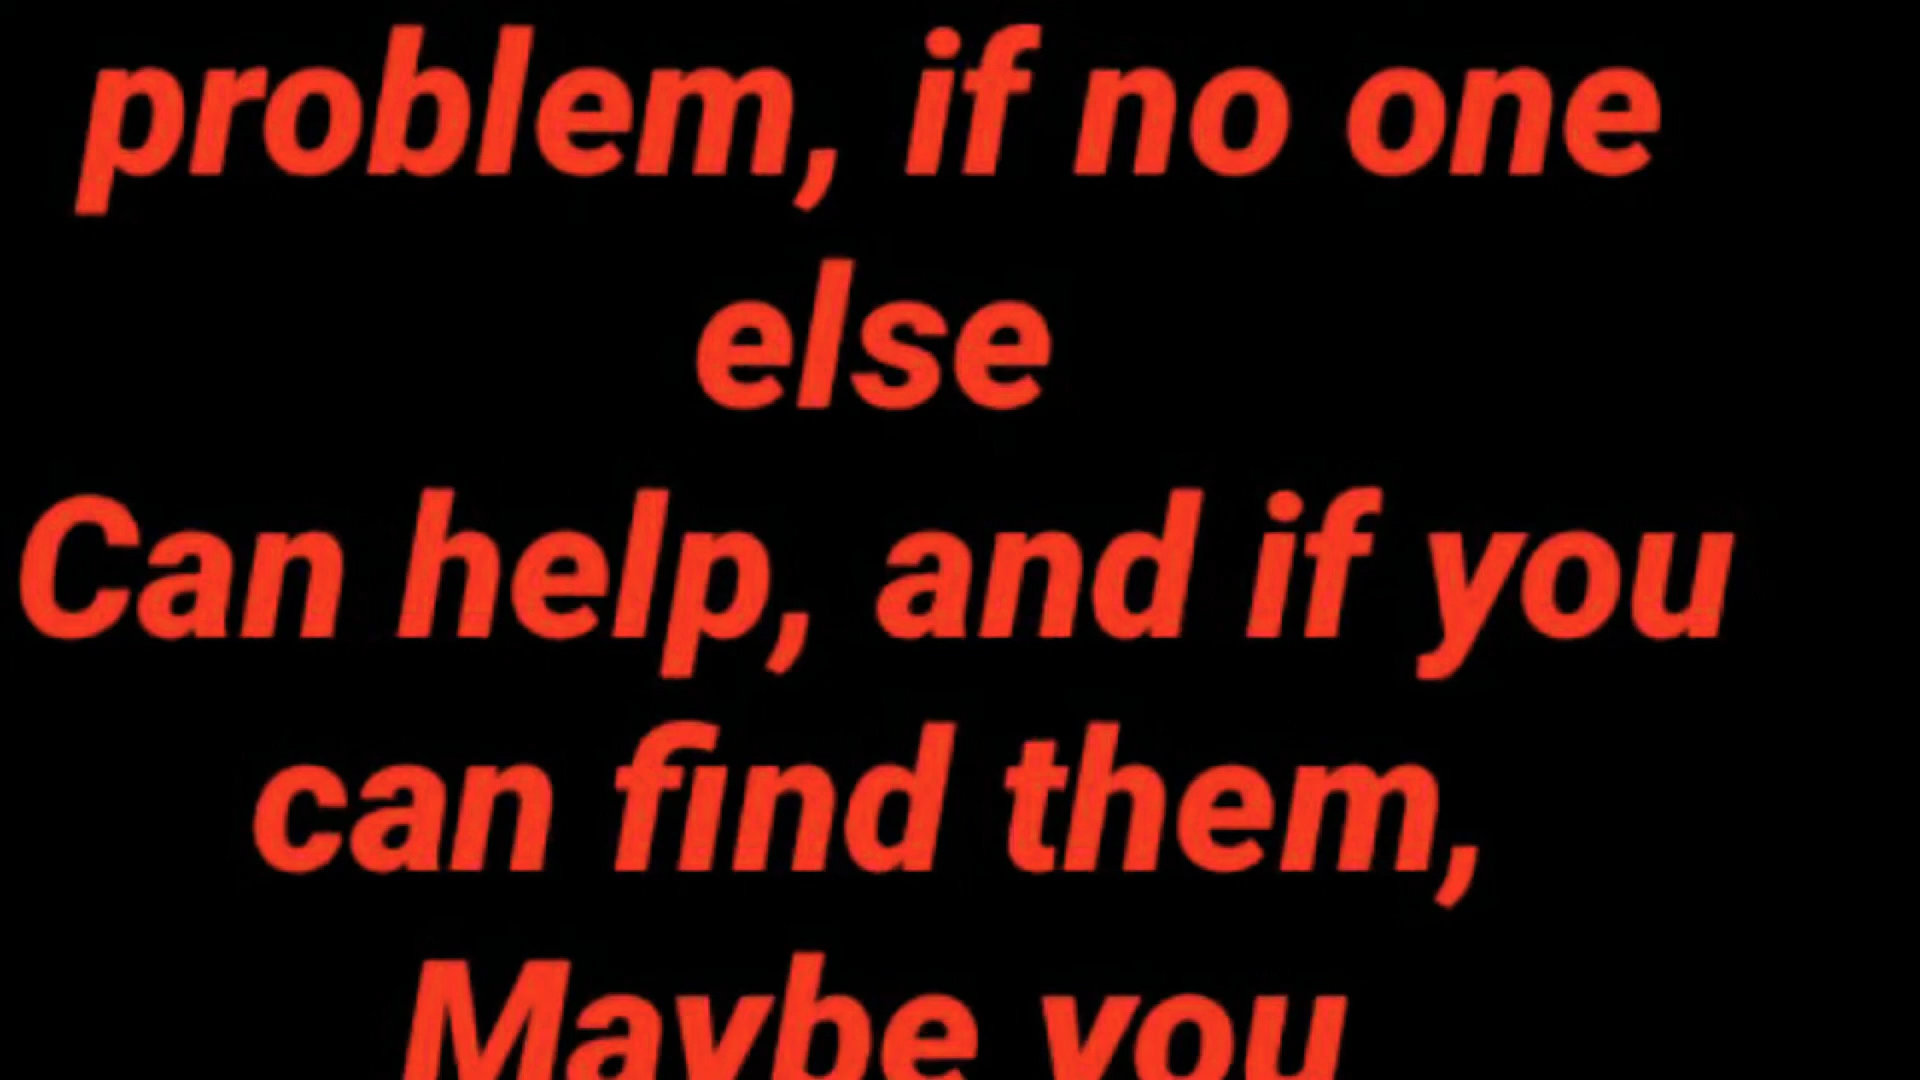 problem, if no one
else
Can help, and if you
can find them,
Maybe you